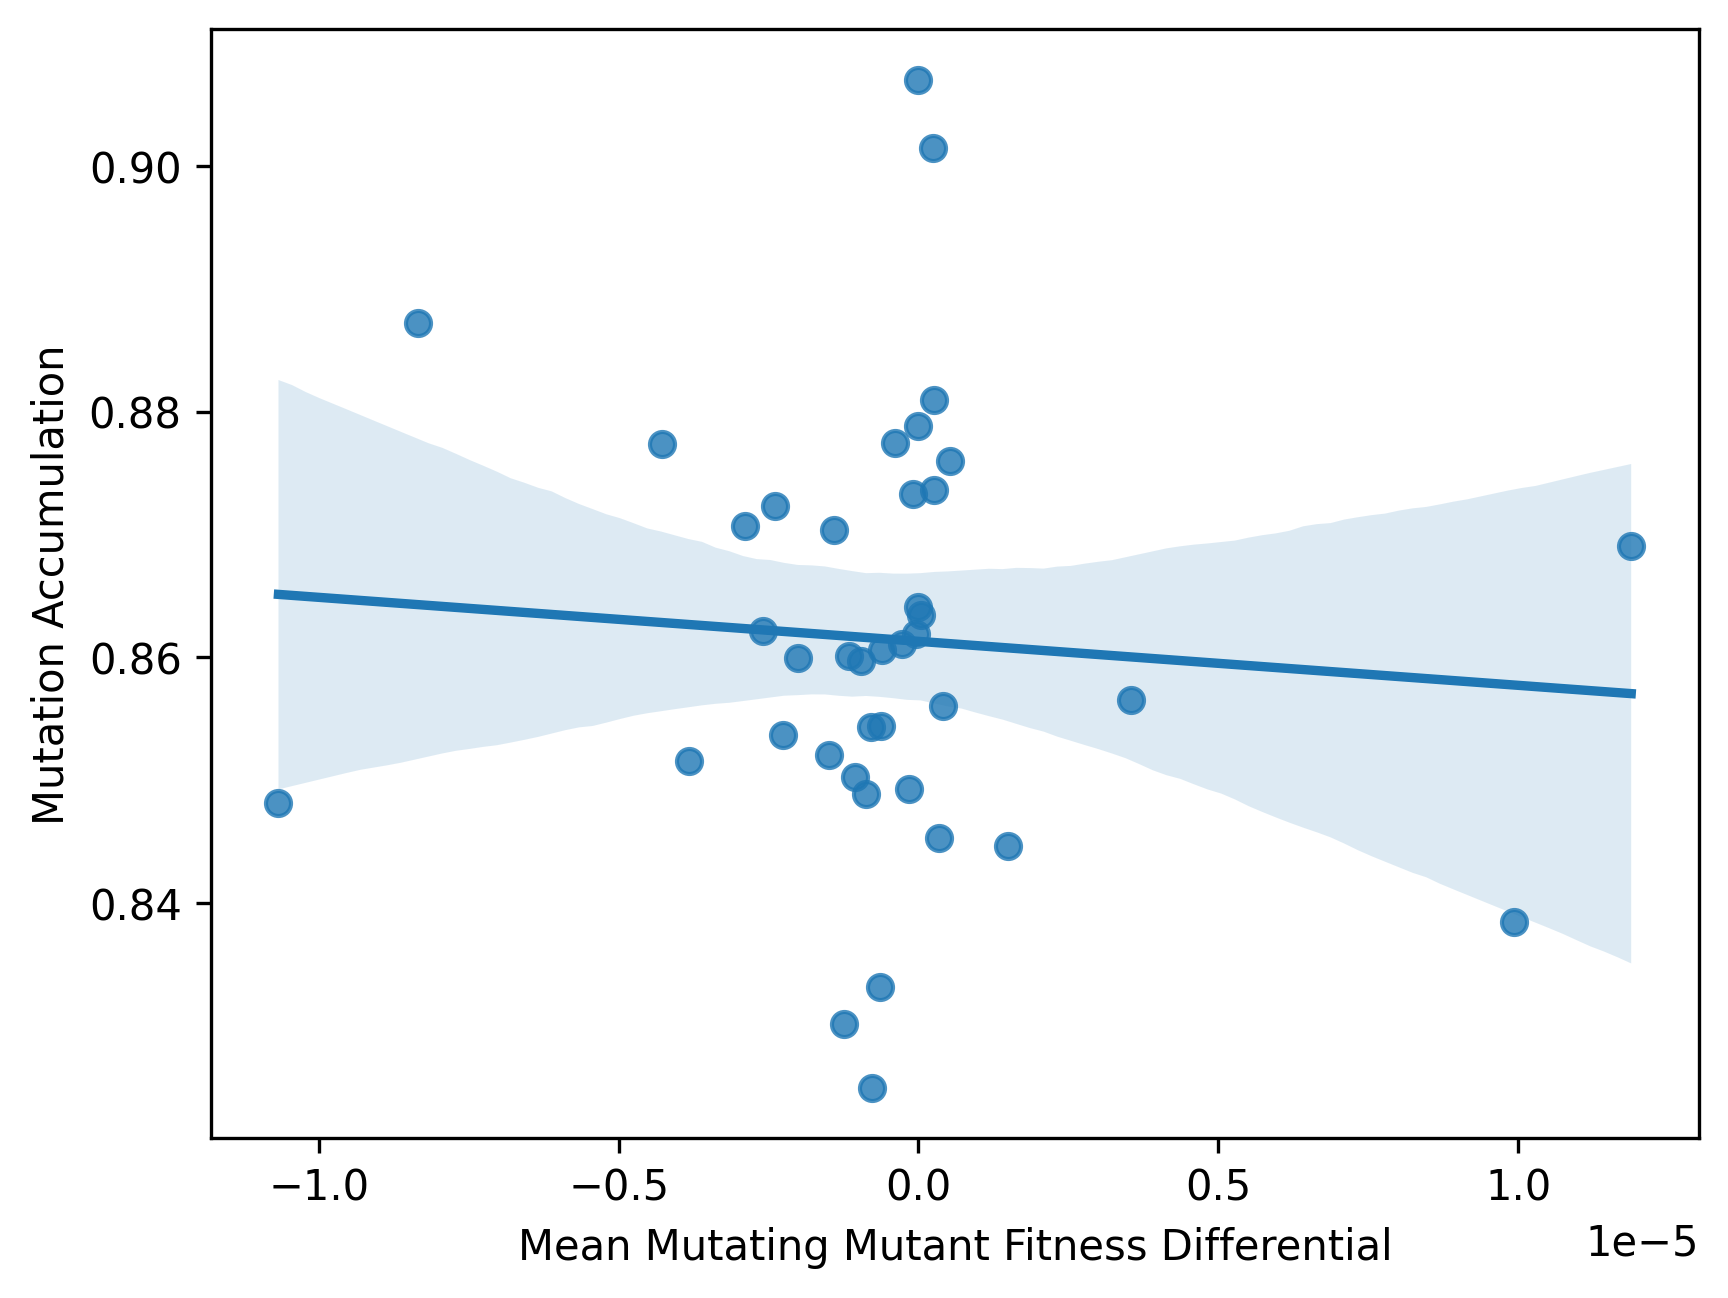 Mutation Accumulation
0.90
0.88
0.86
0.84
−1.0 −0.5 0.0 0.5 1.0
Mean Mutating Mutant Fitness Differential
1e−5